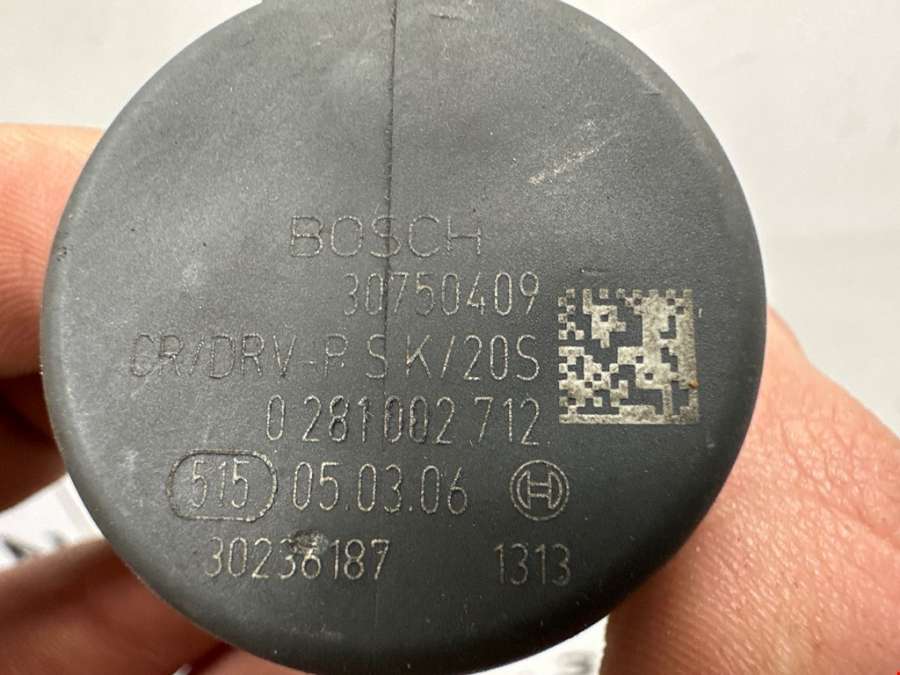 BOSCH
30750409
CR/DRV-P S K/20S
0 281 002 712
515 05.03.06
30236187 1313